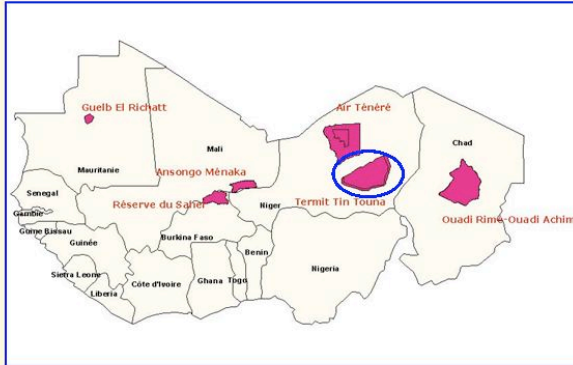 Guelb El Richatt
Air Ténéré
Mali
Chad
Mauritanie
Ansongo Ménaka
Senegal
Réserve du Sahel
Niger
Termit Tin Touna
Gambie
Ouadi Rime-Ouadi Achim
Gome Bissau
Guinée
Burkina Faso
Benin
Sierra Leone
Côte d'Ivoire
Ghana
Togo
Nigeria
Liberia